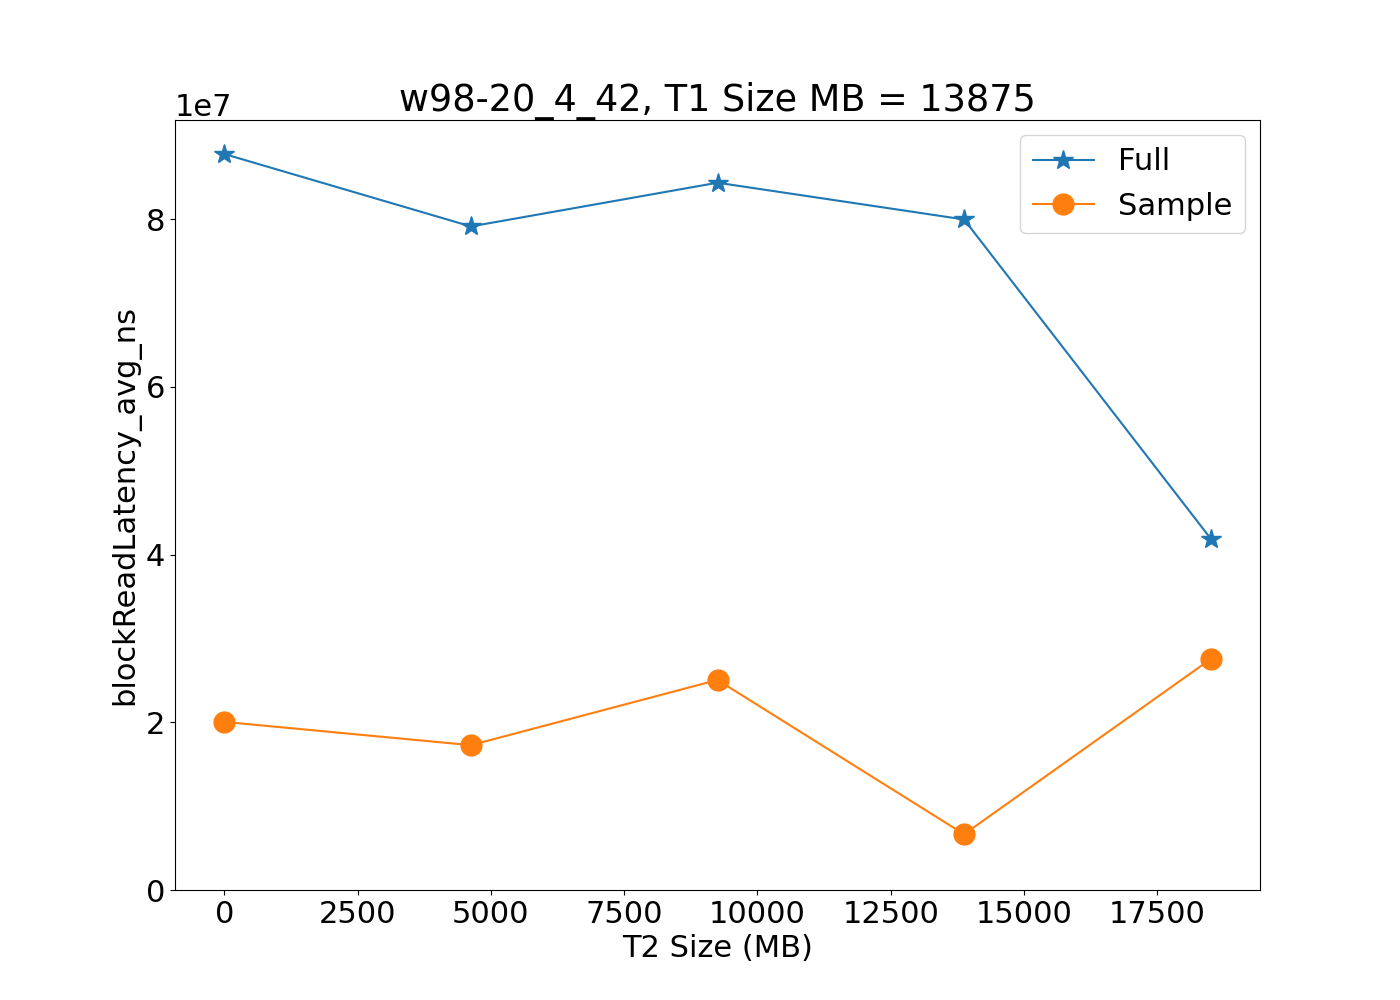 w98-20_4_42, T1 Size MB = 13875
1e7
Full
Sample
8
6
4
2
0
blockReadLatency_avg_ns
0 2500 5000 7500 10000 12500 15000 17500
T2 Size (MB)